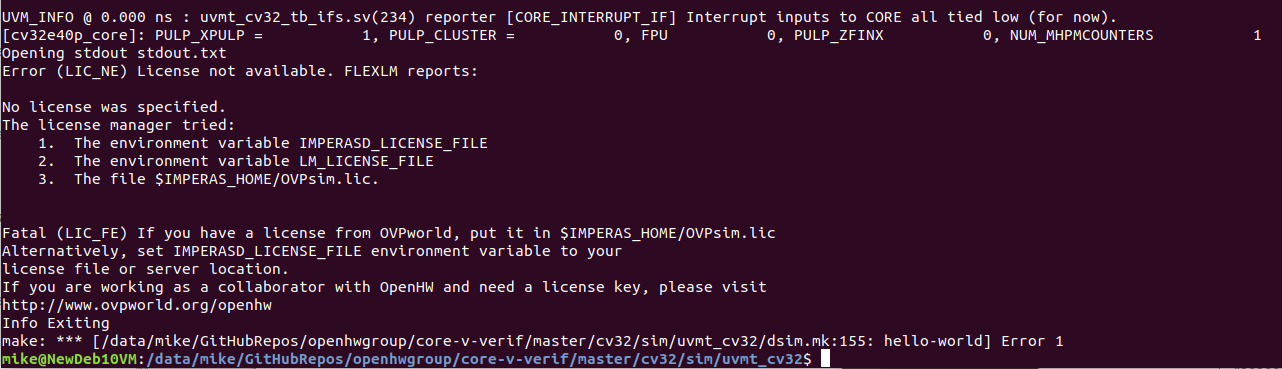 UVM_INFO @ 0.000 ns : uvmt_cv32_tb_ifs.sv(234) reporter [CORE_INTERRUPT_IF] Interrupt inputs to CORE all tied low (for now).
[cv32e40p_core]: PULP_XPULP =           1, PULP_CLUSTER =           0, FPU           0, PULP_ZFINX           0, NUM_MHPMCOUNTERS           1
Opening stdout stdout.txt
Error (LIC_NE) License not available. FLEXLM reports:

No license was specified.
The license manager tried:
    1.  The environment variable IMPERASD_LICENSE_FILE
    2.  The environment variable LM_LICENSE_FILE
    3.  The file $IMPERAS_HOME/OVPsim.lic.


Fatal (LIC_FE) If you have a license from OVPworld, put it in $IMPERAS_HOME/OVPsim.lic
Alternatively, set IMPERASD_LICENSE_FILE environment variable to your
license file or server location.
If you are working as a collaborator with OpenHW and need a license key, please visit
http://www.ovpworld.org/openhw
Info Exiting
make: *** [/data/mike/GitHubRepos/openhwgroup/core-v-verif/master/cv32/sim/uvmt_cv32/dsim.mk:155: hello-world] Error 1
mike@NewDeb10VM:/data/mike/GitHubRepos/openhwgroup/core-v-verif/master/cv32/sim/uvmt_cv32$